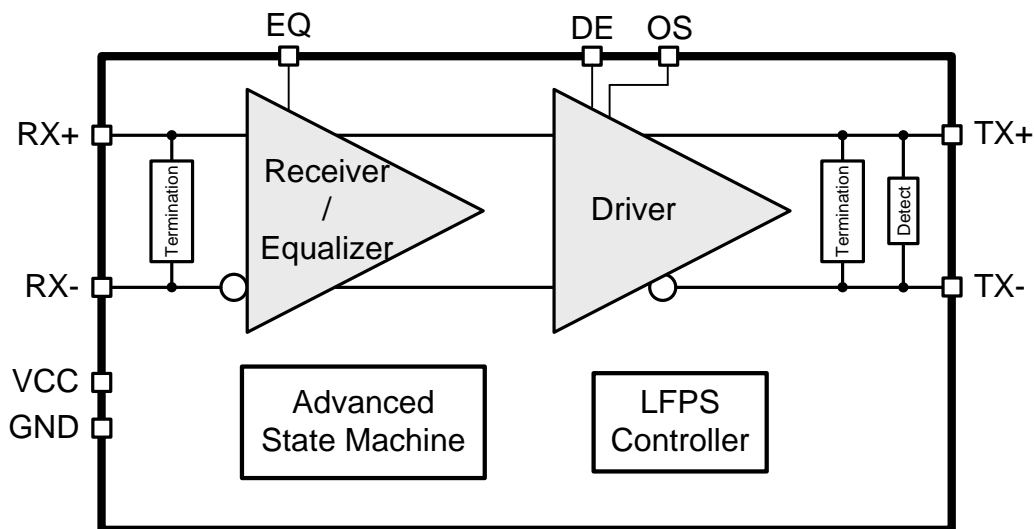 EQ
DE
OS
RX+
TX+
Receiver
/
Equalizer
Driver
Termination
Termination
Detect
RX-
TX-
VCC
GND
Advanced
State Machine
LFPS
Controller